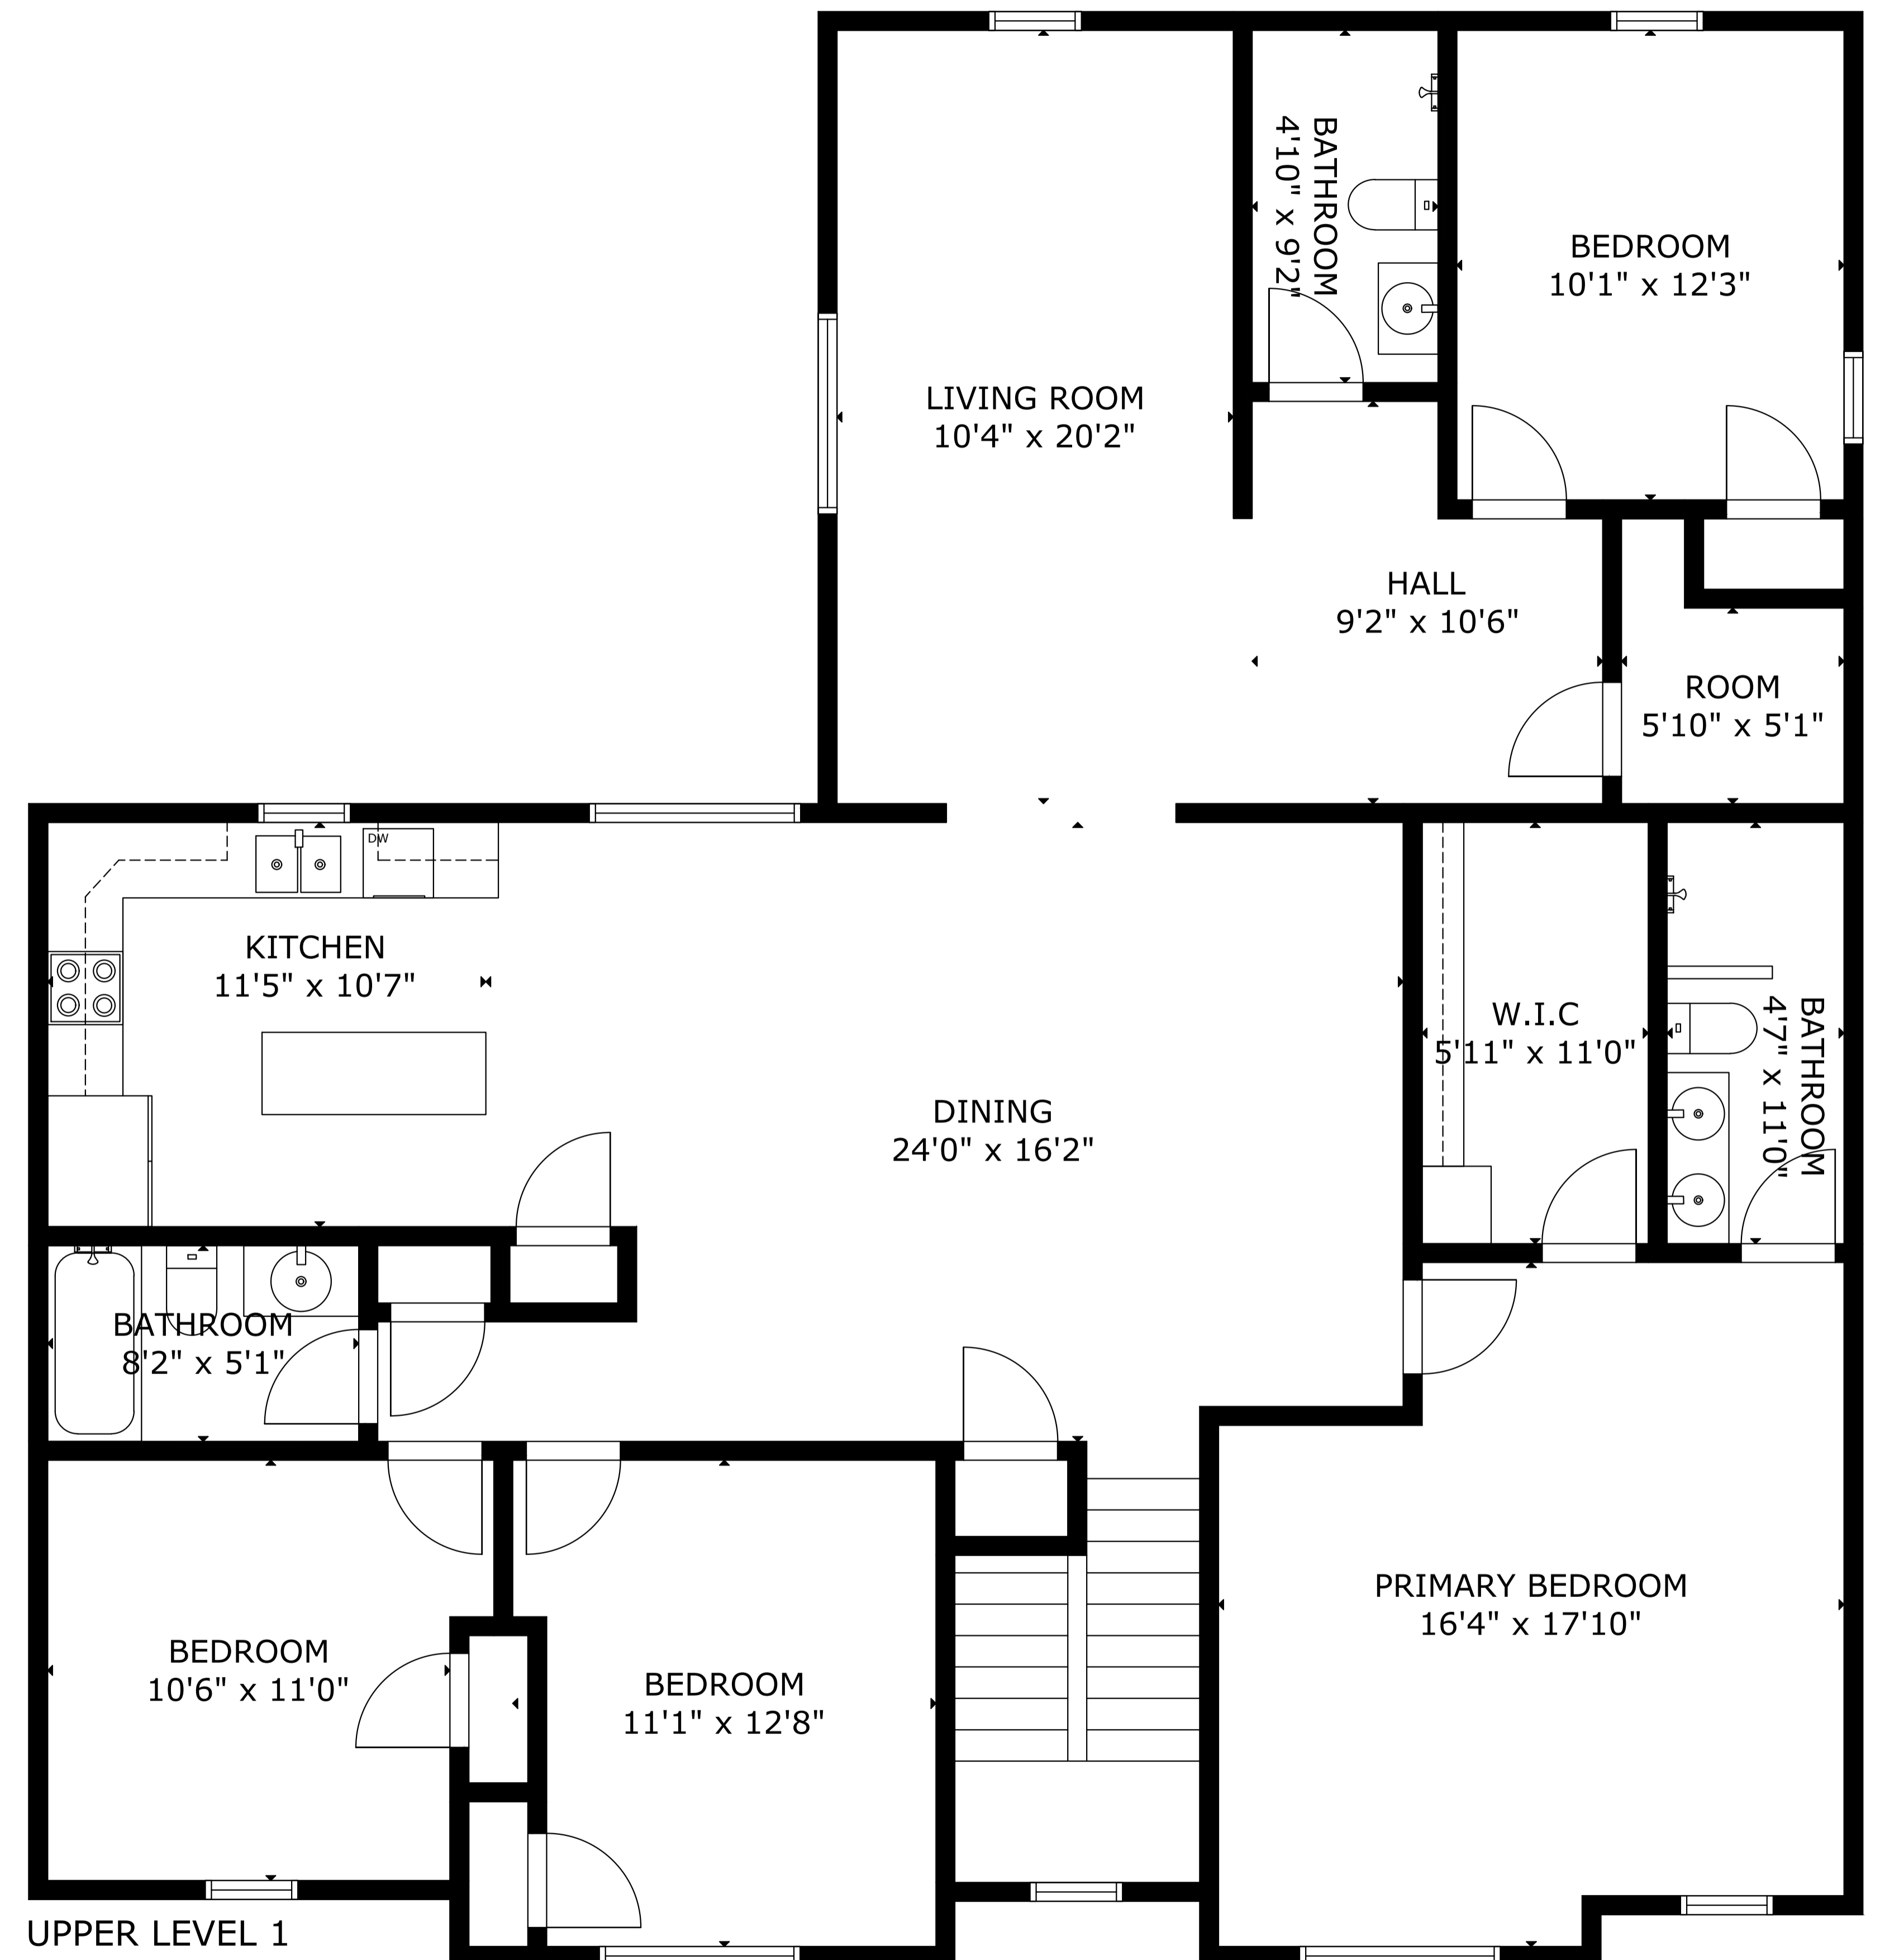 BATHROOM
4'10" x 9'2"
BEDROOM
10'1" x 12'3"
LIVING ROOM
10'4" x 20'2"
HALL
9'2" x 10'6"
ROOM
5'10" x 5'1"
DW
KITCHEN
11'5" x 10'7"
W.I.C
5'11" x 11'0"
BATHROOM
4'7" x 11'0"
DINING
24'0" x 16'2"
BATHROOM
8'2" x 5'1"
PRIMARY BEDROOM
16'4" x 17'10"
BEDROOM
10'6" x 11'0"
BEDROOM
11'1" x 12'8"
UPPER LEVEL 1